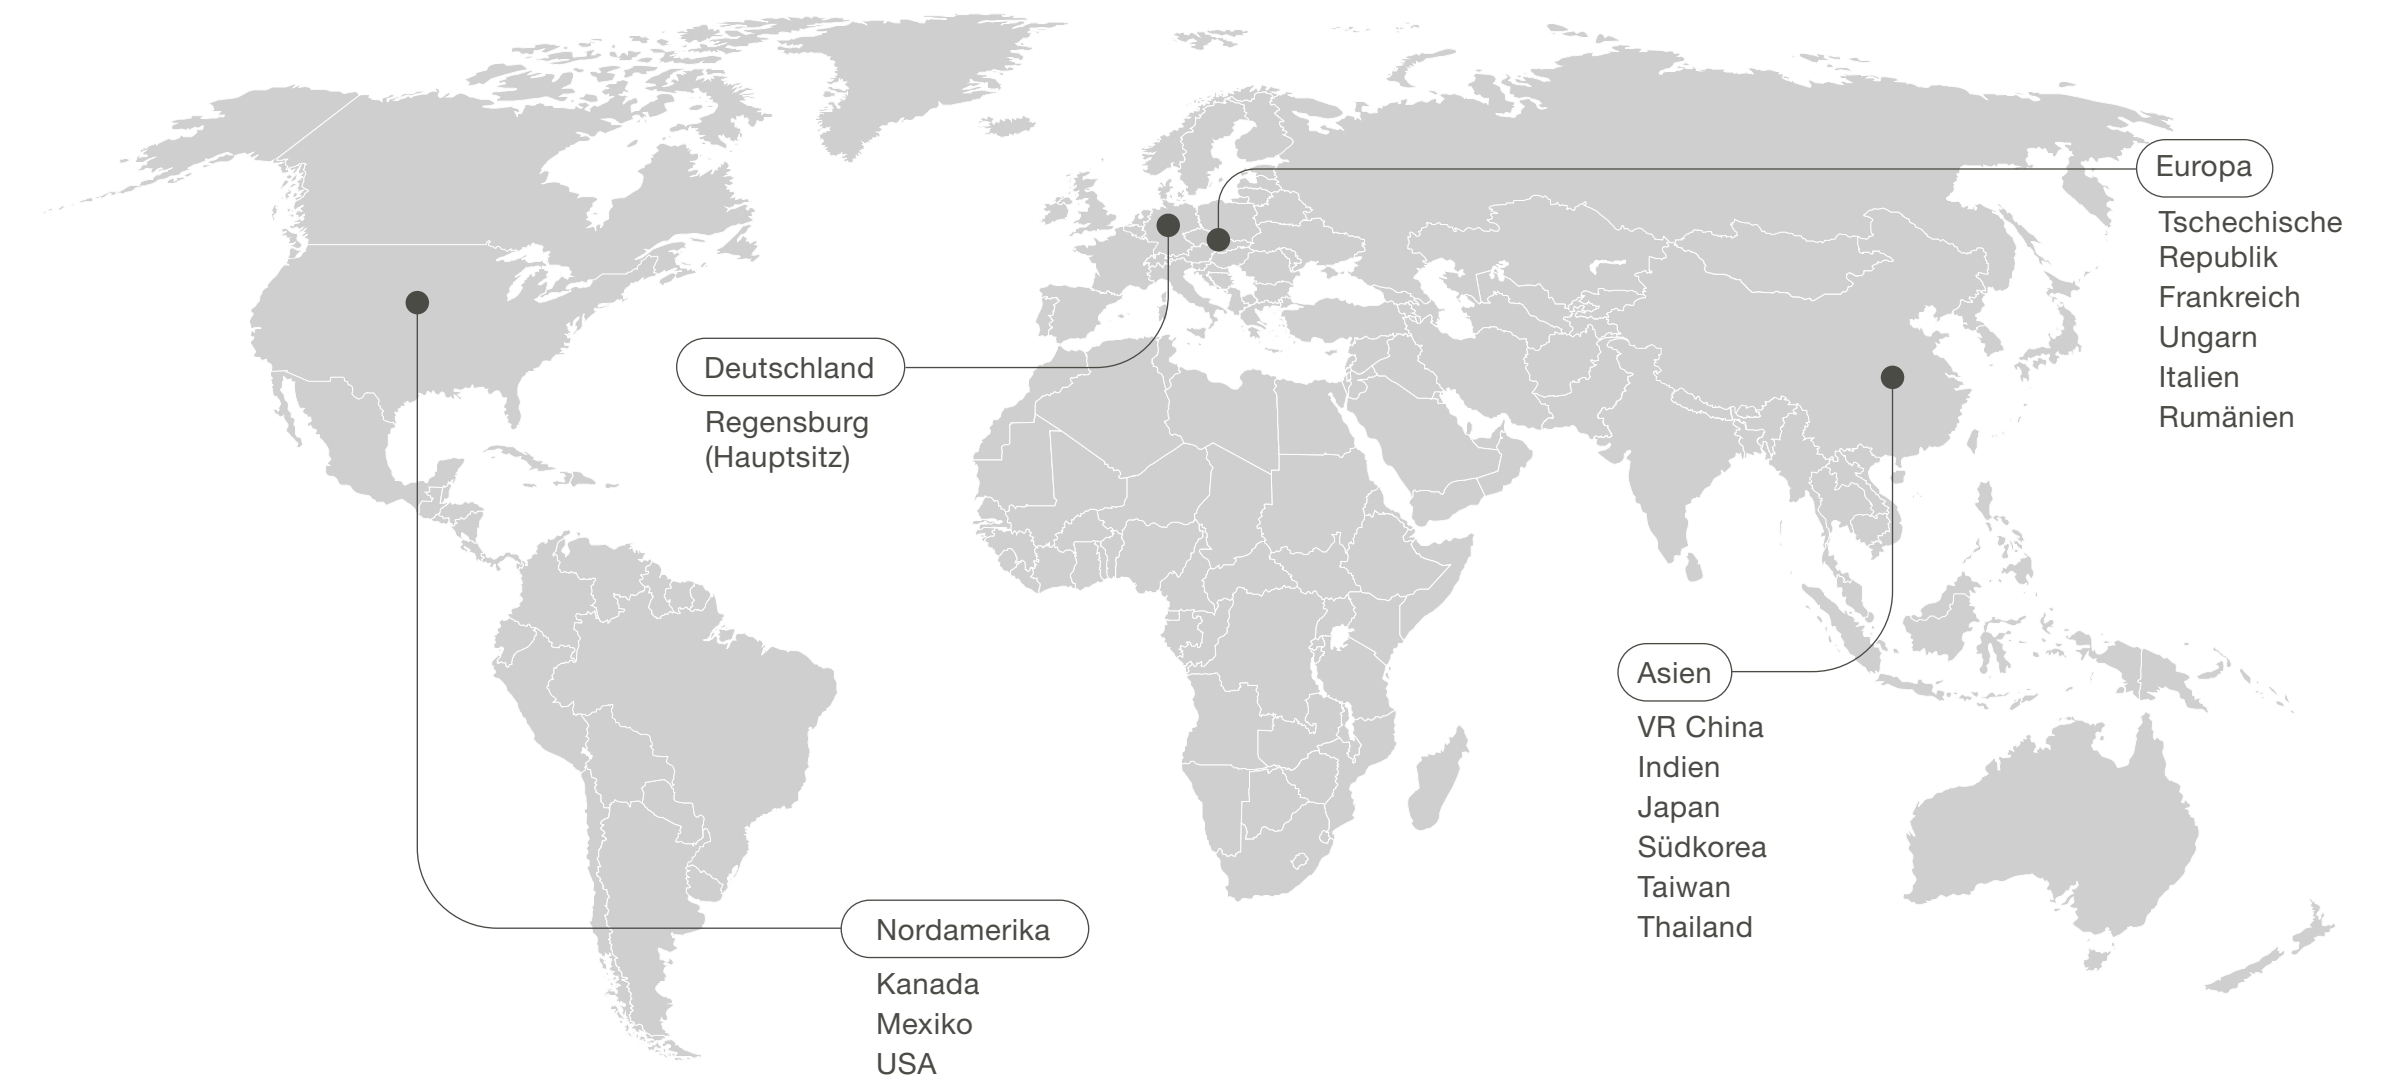 Europa
Tschechische
Republik
Frankreich
Ungarn
Italien
Rumänien
Deutschland
Regensburg
(Hauptsitz)
Asien
VR China
Indien
Japan
Südkorea
Taiwan
Thailand
Nordamerika
Kanada
Mexiko
USA